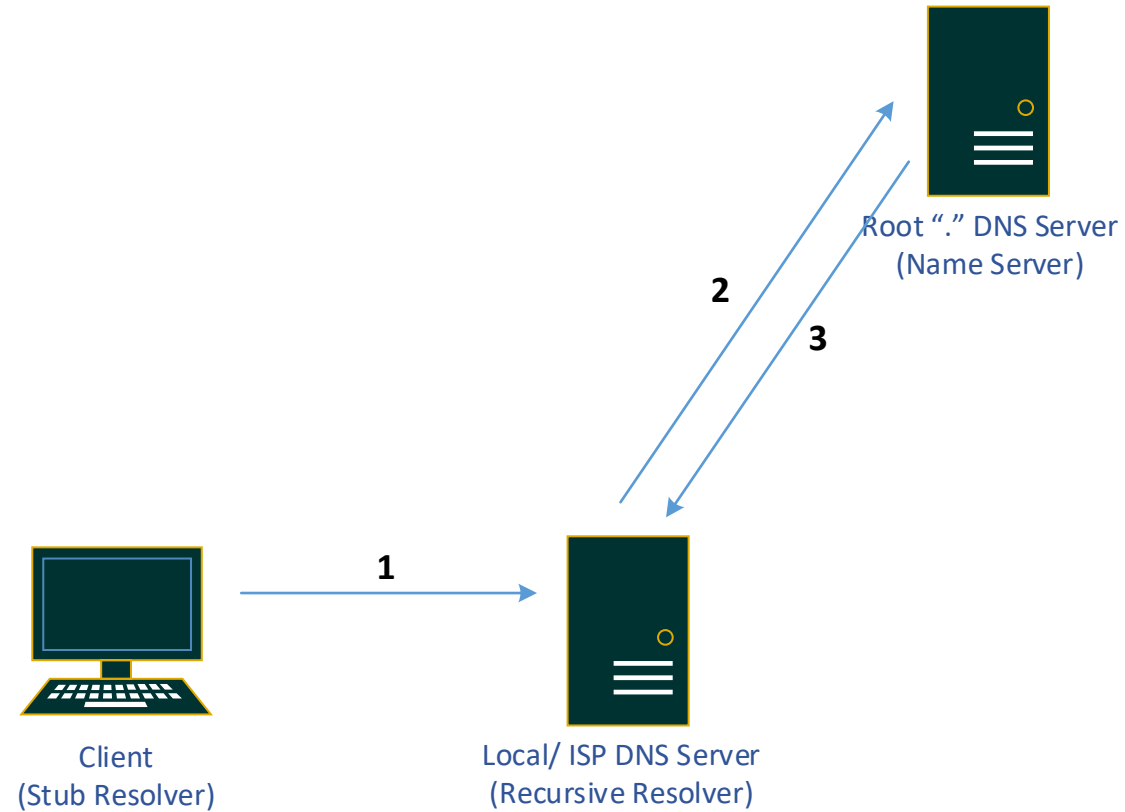 Root “.” DNS Server
(Name Server)
2
3
1
Client
(Stub Resolver)
Local/ ISP DNS Server
(Recursive Resolver)